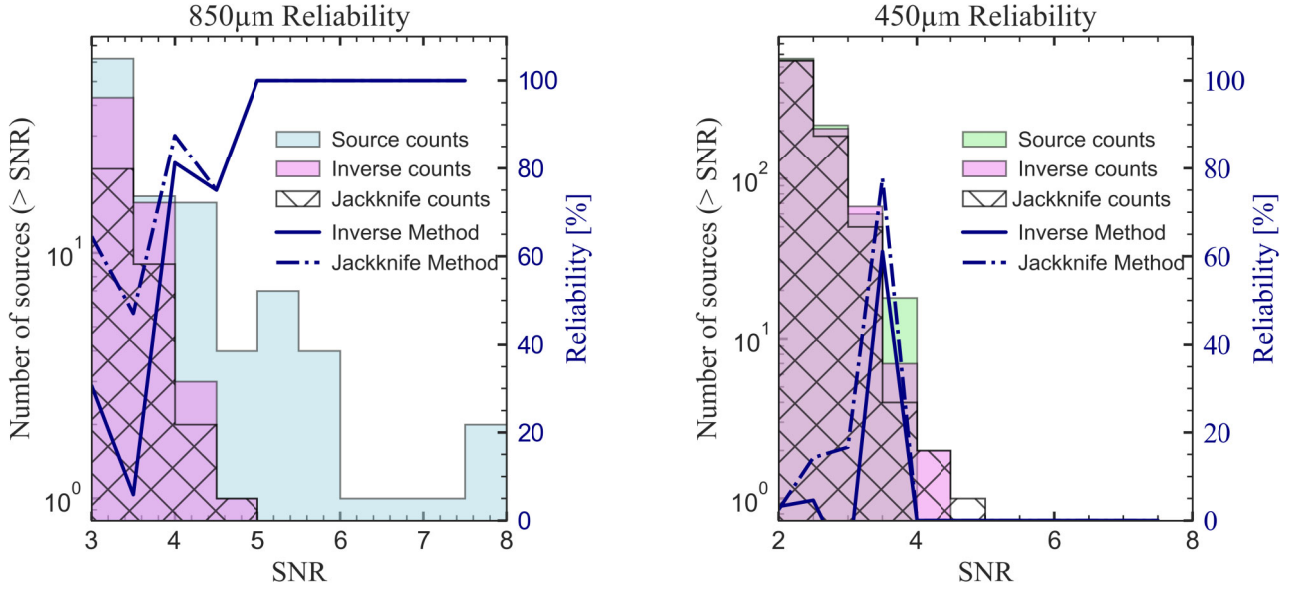 850μm Reliability
Number of sources (> SNR)
10¹
10⁰
Source counts
Inverse counts
Jackknife counts
Inverse Method
Jackknife Method
100
80
60
40
20
0
Reliability [%]
3 4 5 6 7 8
SNR
450μm Reliability
Number of sources (> SNR)
10²
10¹
10⁰
Source counts
Inverse counts
Jackknife counts
Inverse Method
Jackknife Method
100
80
60
40
20
0
Reliability [%]
2 4 6 8
SNR